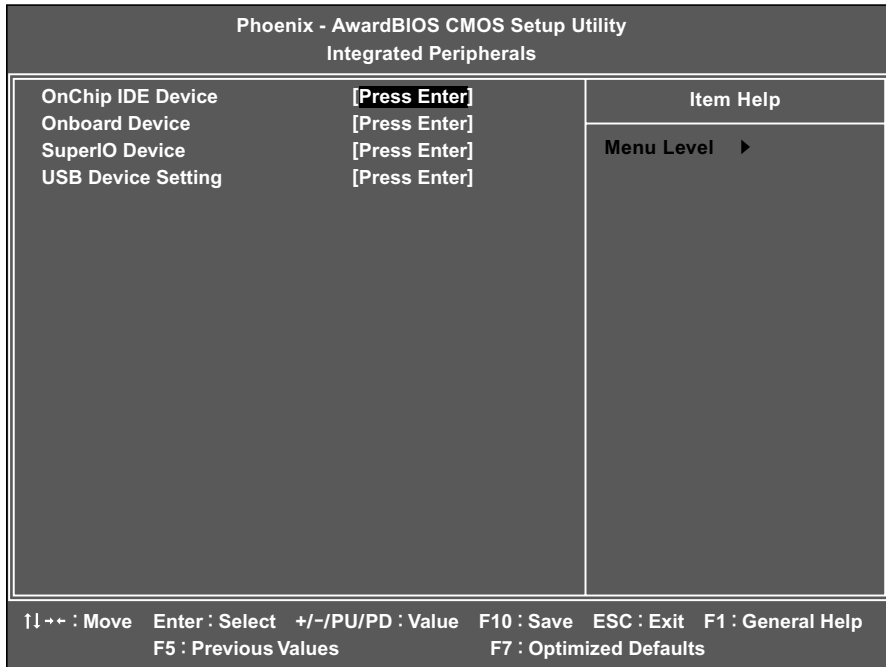 Phoenix - AwardBIOS CMOS Setup Utility
Integrated Peripherals
OnChip IDE Device [Press Enter]
Onboard Device [Press Enter]
SuperIO Device [Press Enter]
USB Device Setting [Press Enter]
Item Help
Menu Level ▶
↑↓→← : Move Enter : Select +/-/PU/PD : Value F10 : Save ESC : Exit F1 : General Help
F5 : Previous Values F7 : Optimized Defaults